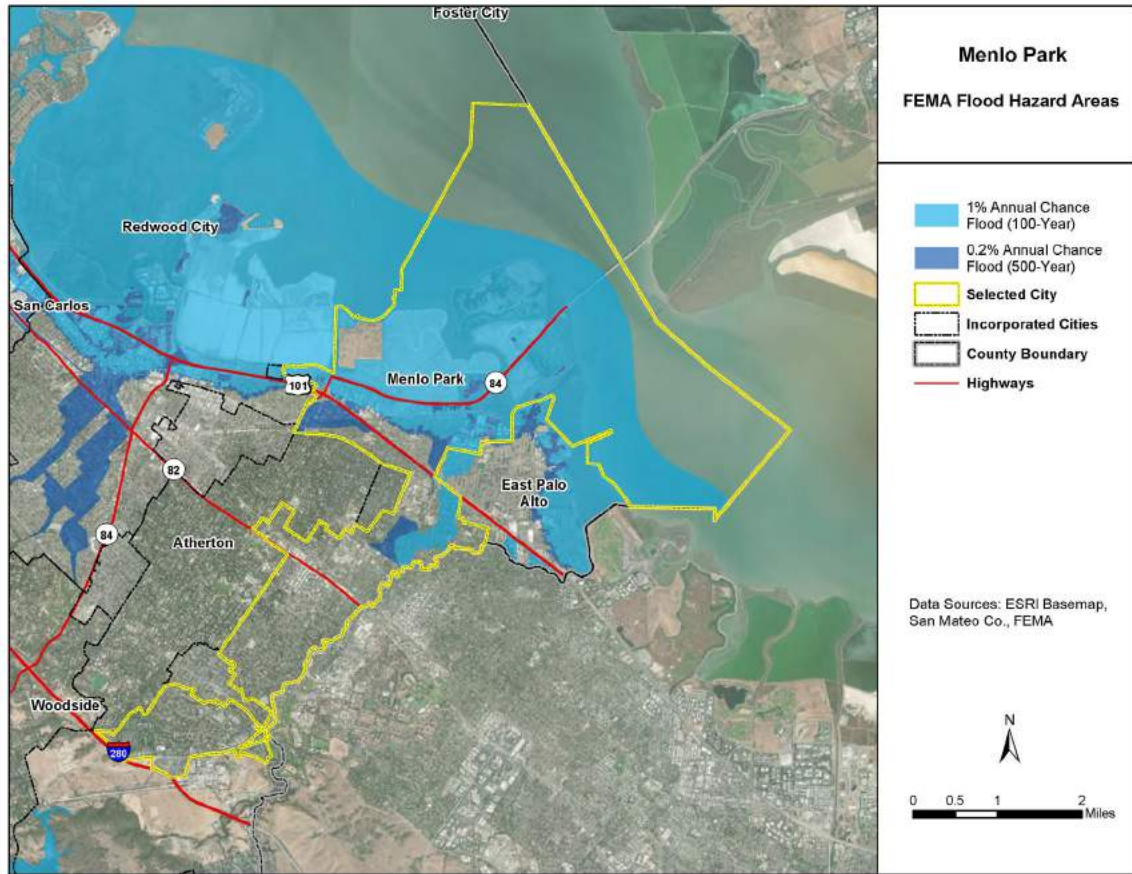 Foster City
Redwood City
San Carlos
101
Menlo Park
84
82
East Palo
Alto
84
Atherton
Woodside
280
Menlo Park
FEMA Flood Hazard Areas
1% Annual Chance
Flood (100-Year)
0.2% Annual Chance
Flood (500-Year)
Selected City
Incorporated Cities
County Boundary
Highways
Data Sources: ESRI Basemap,
San Mateo Co., FEMA
N
0 0.5 1 2
Miles